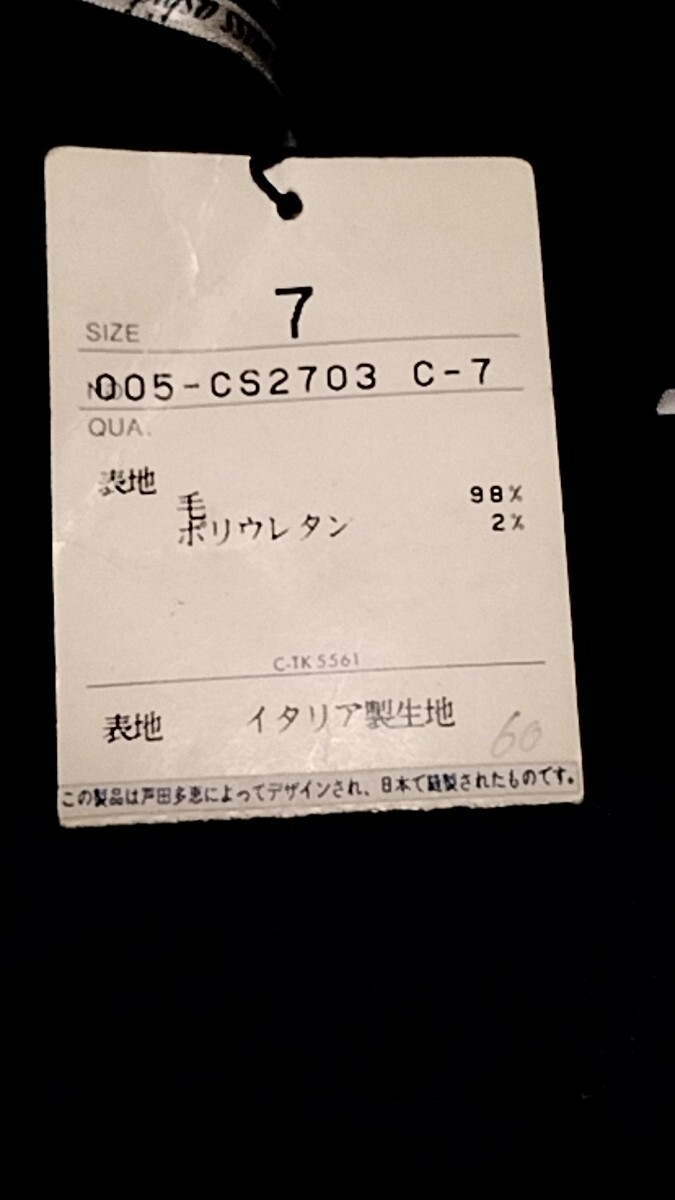 SIZE 7
NO 005-CS2703 C-7
QUA.
表地
毛 98%
ポリウレタン 2%
C-TK5561
表地 イタリア製生地
60
この製品は芦田多恵によってデザインされ、日本で縫製されたものです。